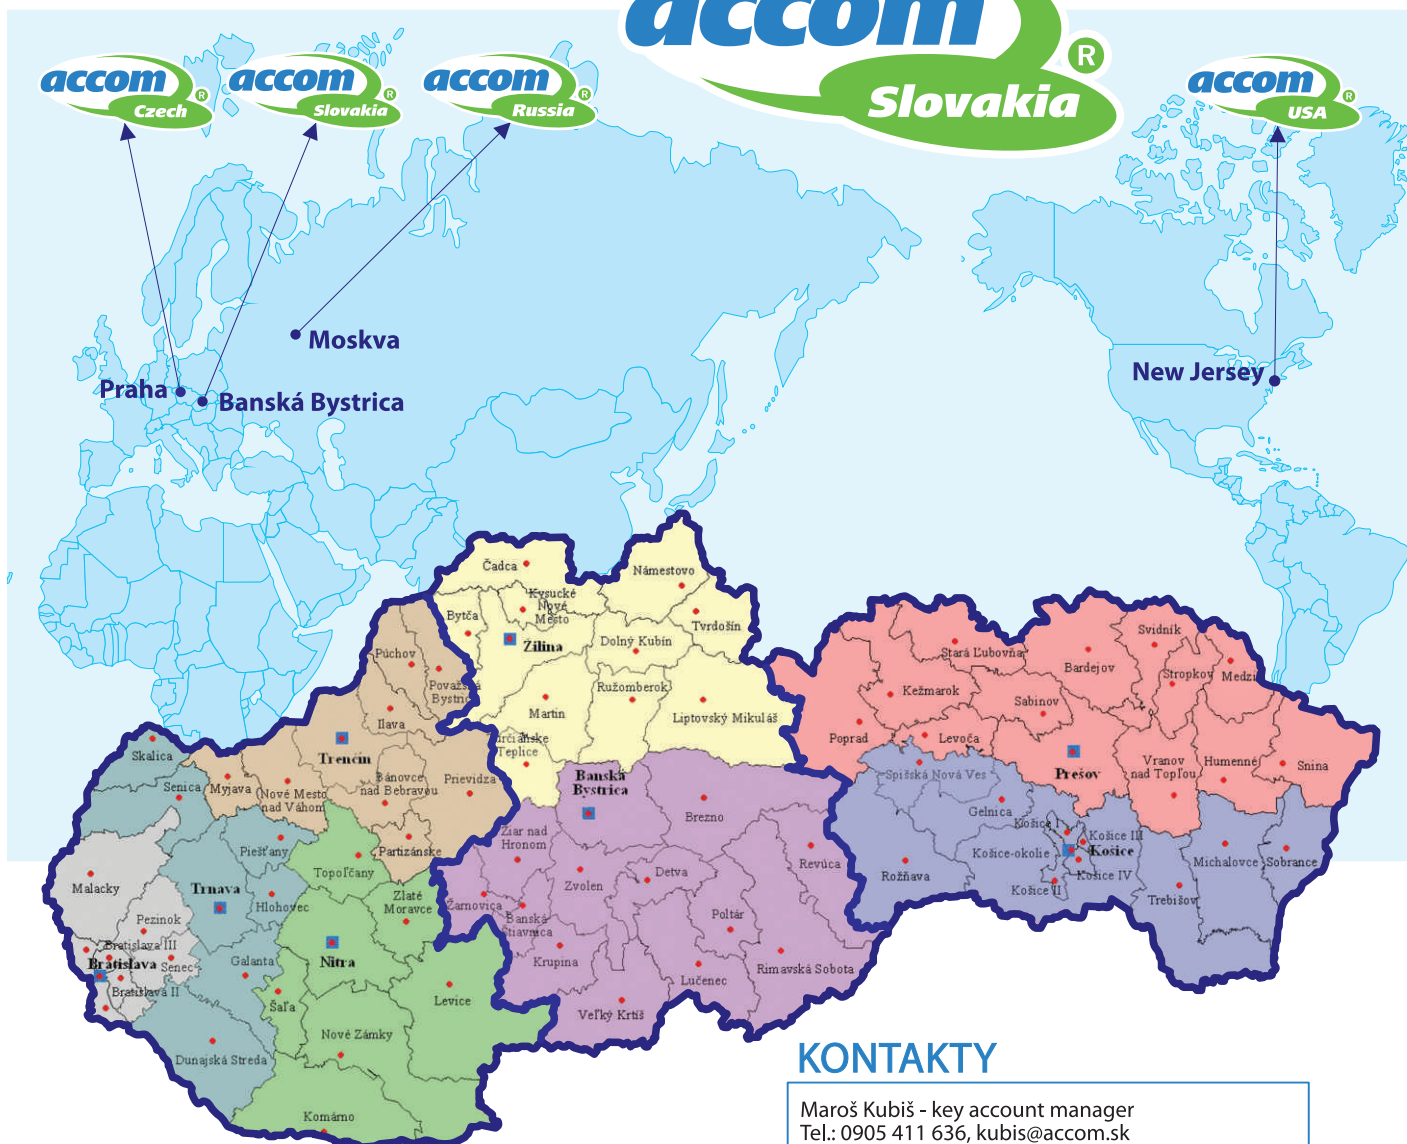 accom
Slovakia
®
accom
Czech
®
accom
Slovakia
®
accom
Russia
®
accom
USA
®
Moskva
Praha
Banská Bystrica
New Jersey
Čadca
Námestovo
Kysucké
Nové
Mesto
Bytča
Tvrdošín
Žilina
Dolný Kubín
Púchov
Ružomberok
Martin
Liptovský Mikuláš
Ilava
Teplice
Trenčín
Bánovce
nad Bebravou
Prievidza
Skalica
Senica
Myjava
Nové Mesto
nad Váhom
Partizánske
Piešťany
Topoľčany
Malacky
Trnava
Hlohovec
Zlaté
Moravce
Pezinok
Bratislava III
Bratislava
Senec
Bratislava II
Galanta
Nitra
Šaľa
Levice
Nové Zámky
Dunajská Streda
Komárno
Banská
Bystrica
Brezno
Žiar nad
Hronom
Zvolen
Detva
Revúca
Žarnovica
Banská
Štiavnica
Poltár
Krupina
Lučenec
Rimavská Sobota
Veľký Krtíš
Svidník
Stará Ľubovňa
Bardejov
Stropkov
Kežmarok
Sabinov
Poprad
Levoča
Prešov
Vranov
nad Topľou
Humenné
Snina
Spišská Nová Ves
Gelnica
Košice I
Košice III
Košice-okolie
Košice
Košice IV
Košice II
Rožňava
Michalovce
Sobrance
Trebišov
KONTAKTY
Maroš Kubiš - key account manager
Tel.: 0905 411 636, kubis@accom.sk